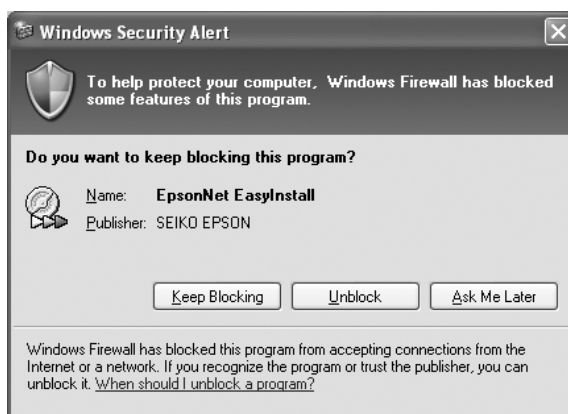 Windows Security Alert
To help protect your computer, Windows Firewall has blocked
some features of this program.
Do you want to keep blocking this program?
Name: EpsonNet EasyInstall
Publisher: SEIKO EPSON
Keep Blocking Unblock Ask Me Later
Windows Firewall has blocked this program from accepting connections from the
Internet or a network. If you recognize the program or trust the publisher, you can
unblock it. When should I unblock a program?